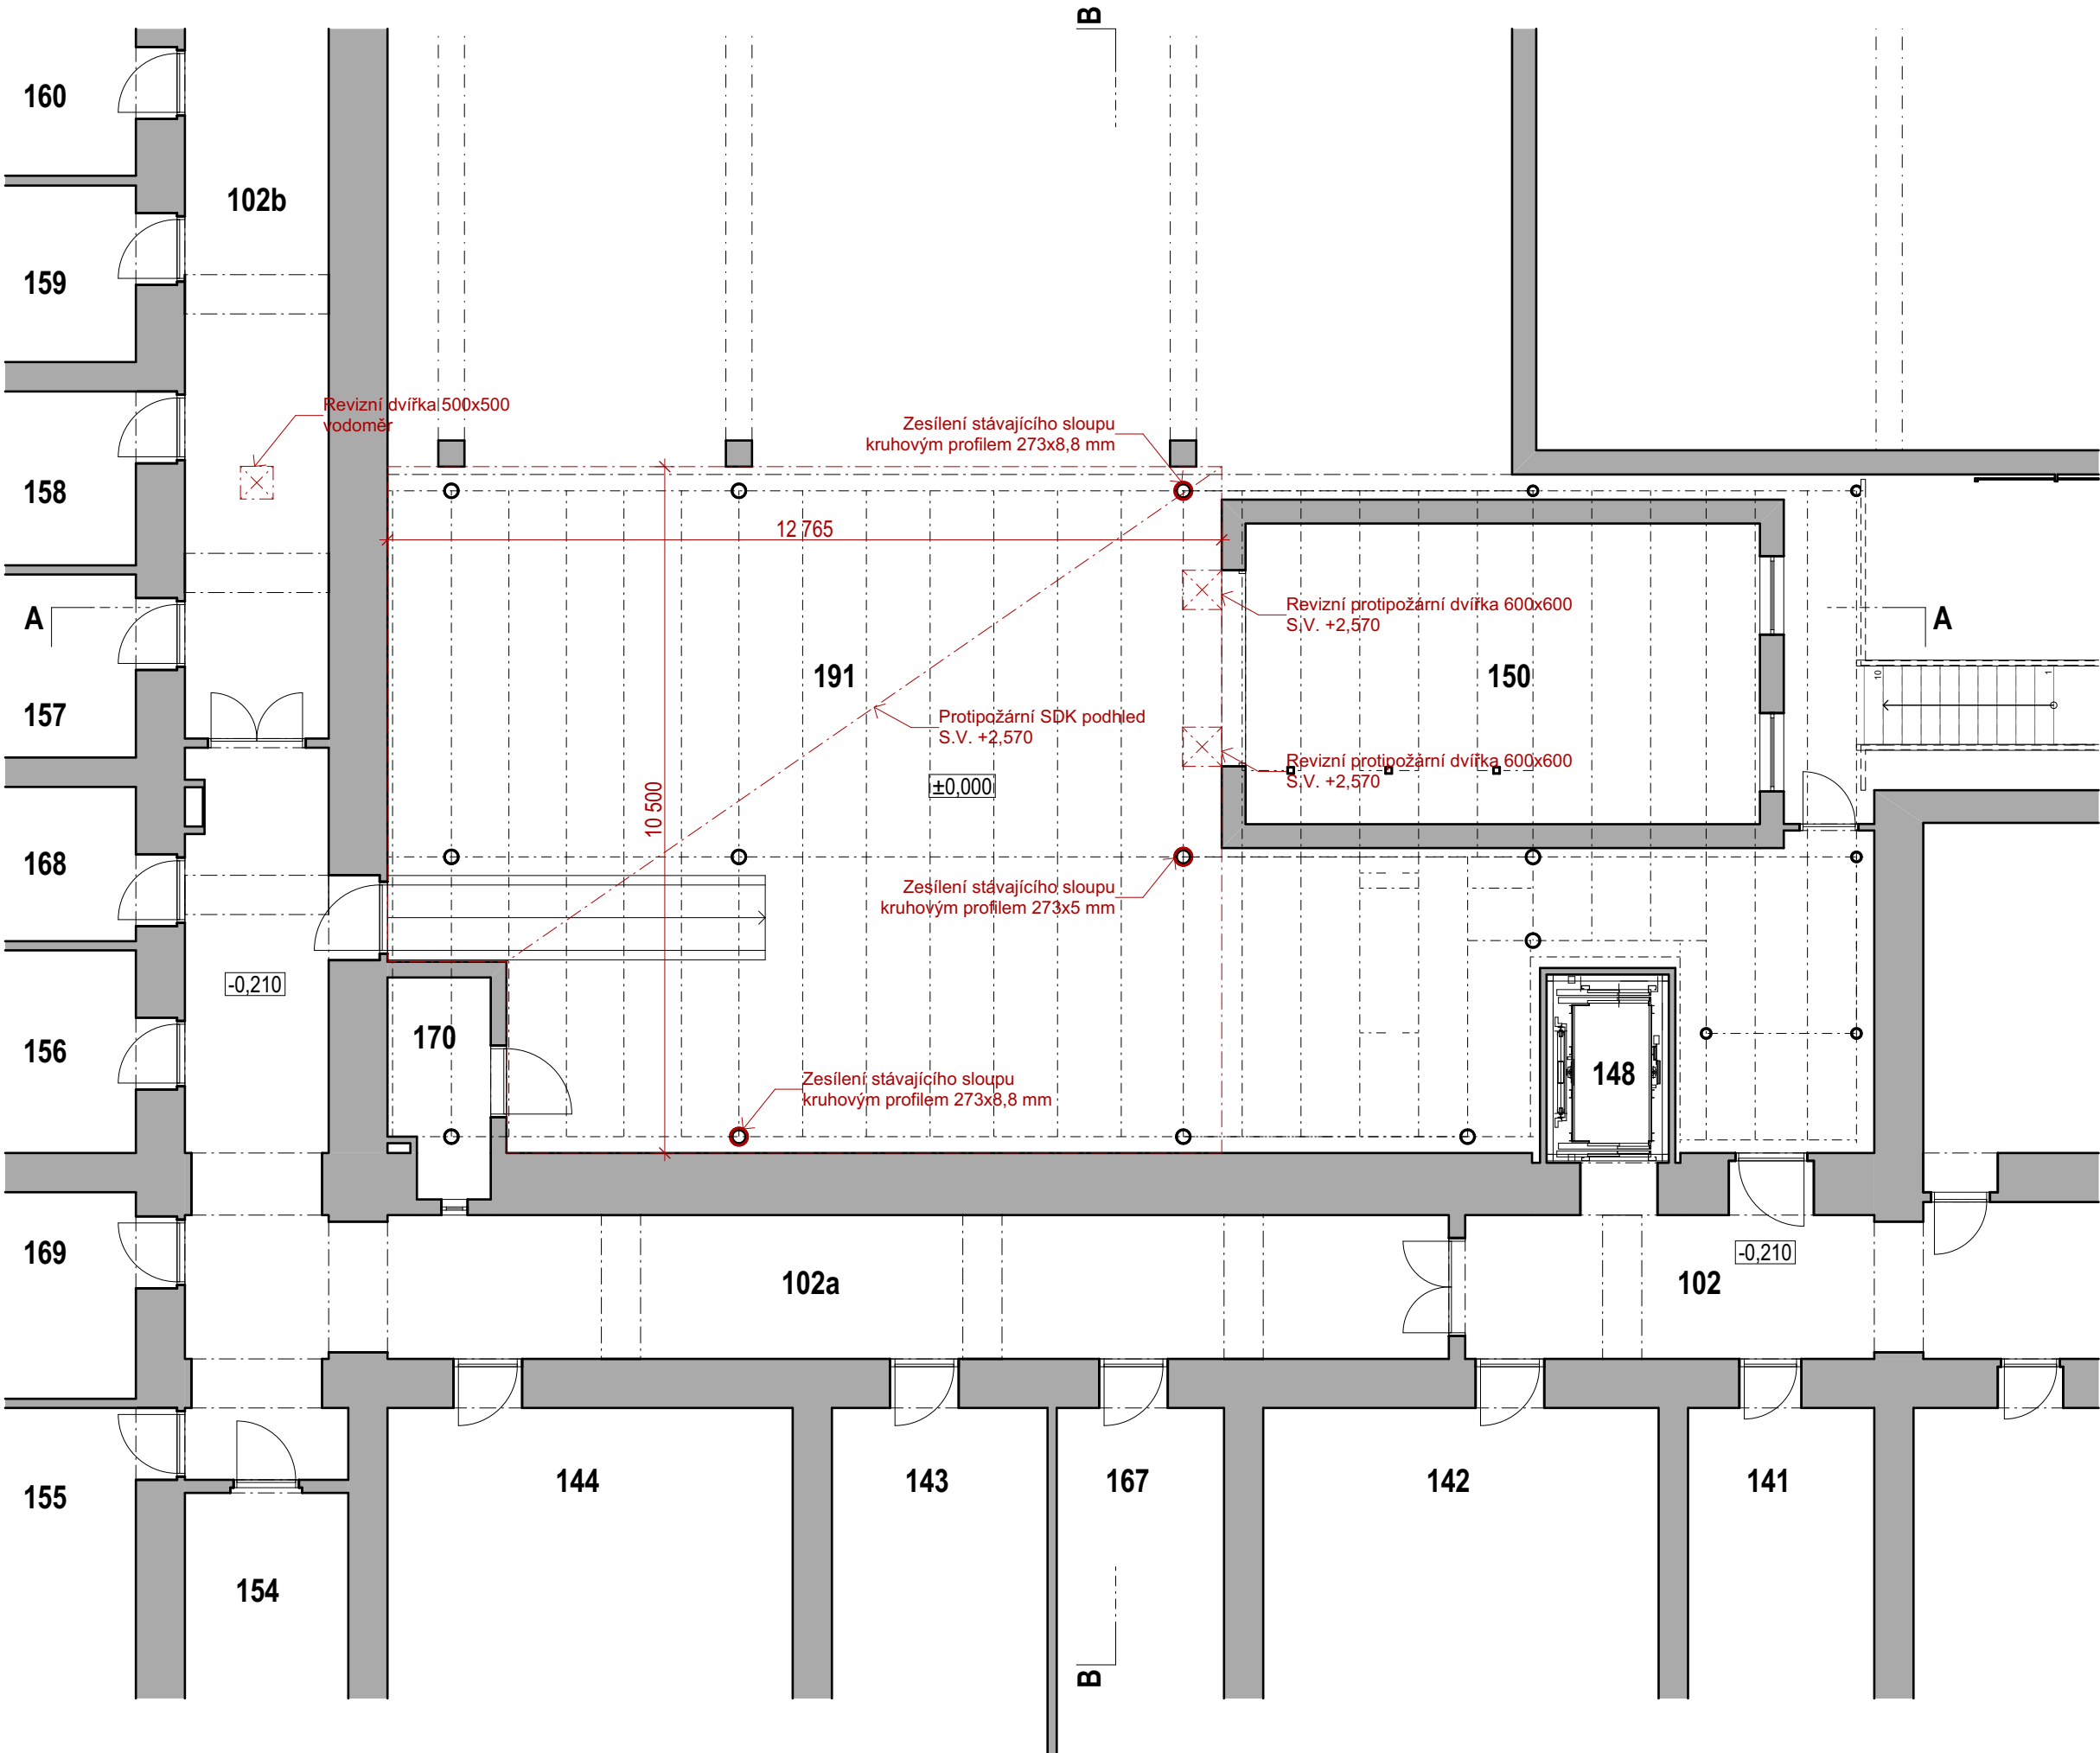 B
160
102b
159
Revizní dvířka 500x500
vodoměr
Zesílení stávajícího sloupu
kruhovým profilem 273x8,8 mm
158
12 765
A
Revizní protipožární dvířka 600x600
S.V. +2,570
A
191
150
10
1
157
Protipožární SDK podhled
S.V. +2,570
Revizní protipožární dvířka 600x600
S.V. +2,570
±0,000
10 500
168
Zesílení stávajícího sloupu
kruhovým profilem 273x5 mm
-0,210
170
156
148
Zesílení stávajícího sloupu
kruhovým profilem 273x8,8 mm
169
102a
102
-0,210
155
144
143
167
142
141
154
B